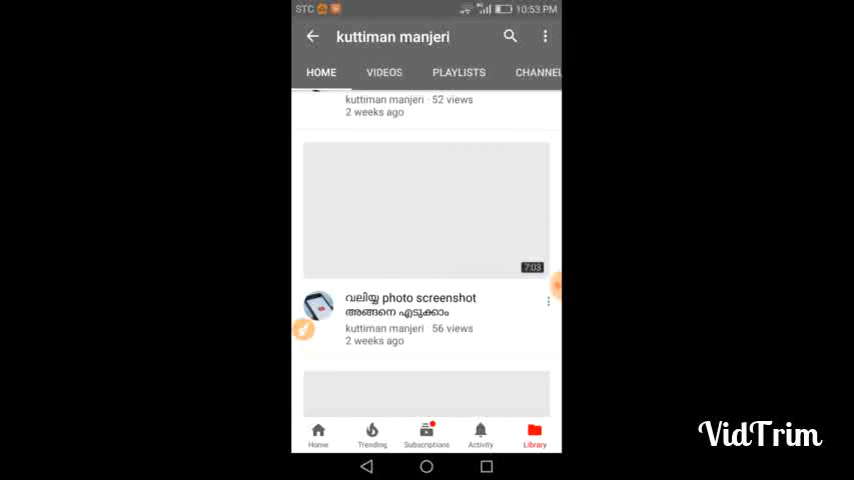 STC 10:53 PM
kuttiman manjeri
HOME VIDEOS PLAYLISTS CHANNEL
kuttiman manjeri · 52 views
2 weeks ago
7:03
വലിയ്യ photo screenshot
അങ്ങനെ എടുക്കാം
kuttiman manjeri · 56 views
2 weeks ago
Home Trending Subscriptions Activity Library
VidTrim